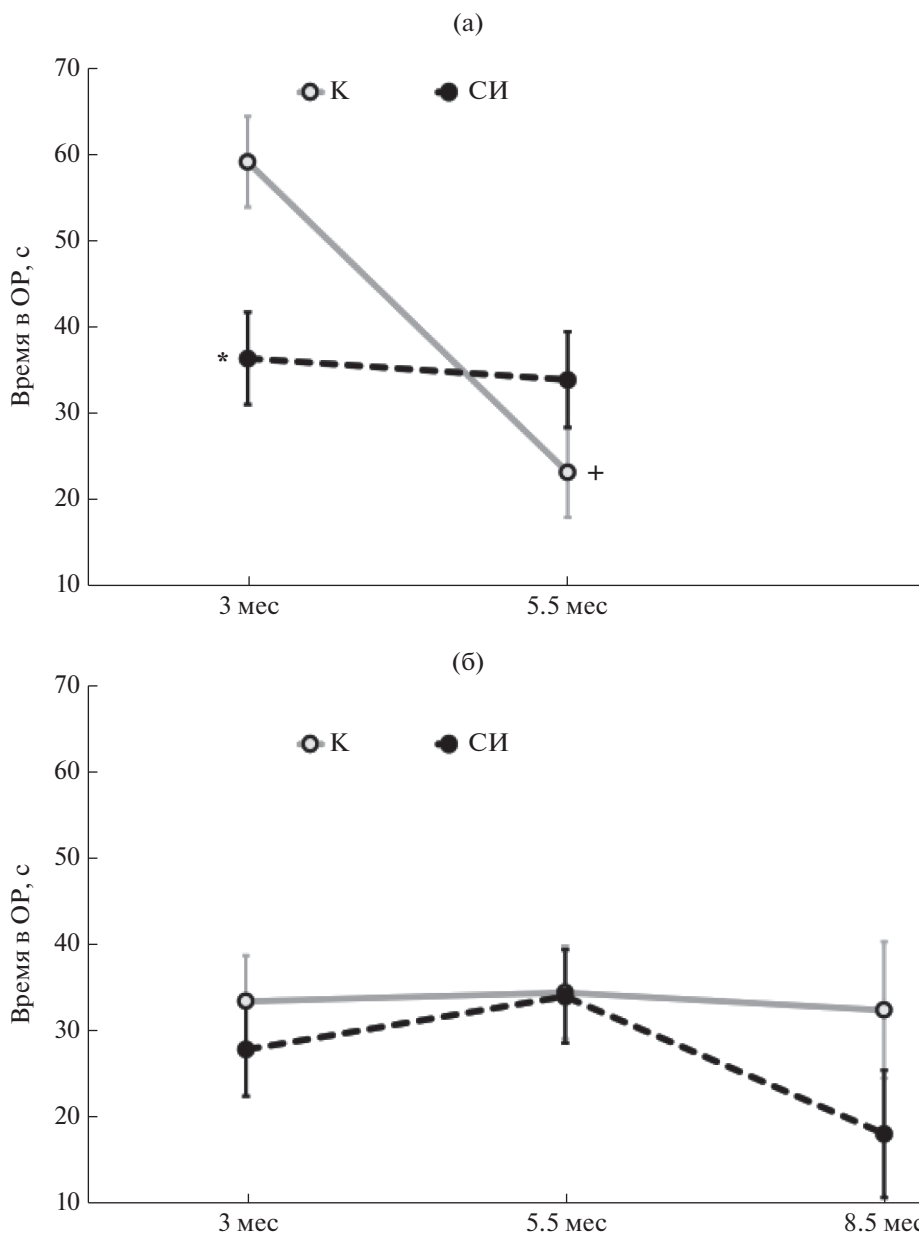 (а)
70
К
СИ
60
50
40
*
30
+
20
10
Время в ОР, с
3 мес
5.5 мес
(б)
70
К
СИ
60
50
40
30
20
10
Время в ОР, с
3 мес
5.5 мес
8.5 мес